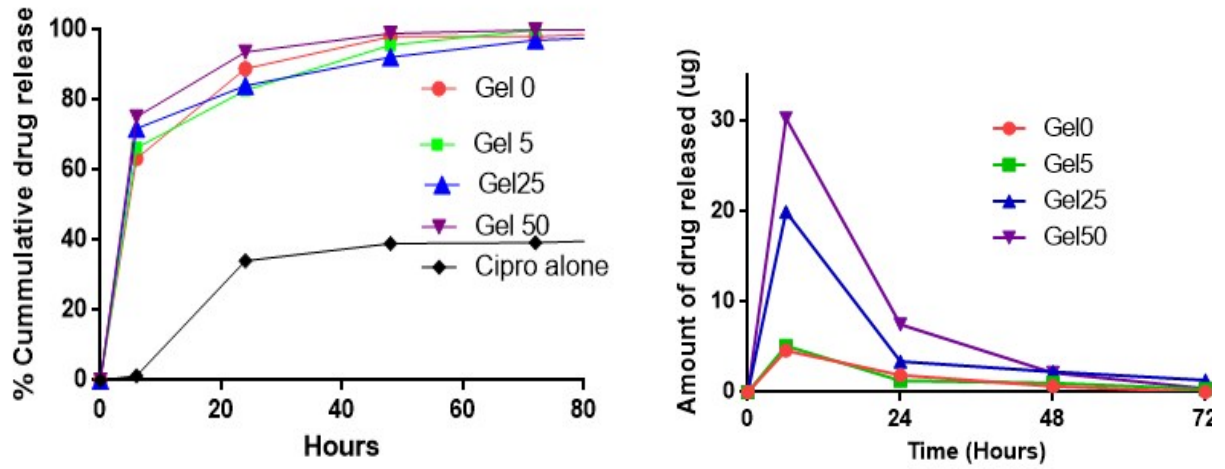 % Cummulative drug release
100
80
60
40
20
0
0 20 40 60 80
Hours
Gel 0
Gel 5
Gel25
Gel 50
Cipro alone
Amount of drug released (ug)
30
20
10
0
0 24 48 72
Time (Hours)
Gel0
Gel5
Gel25
Gel50